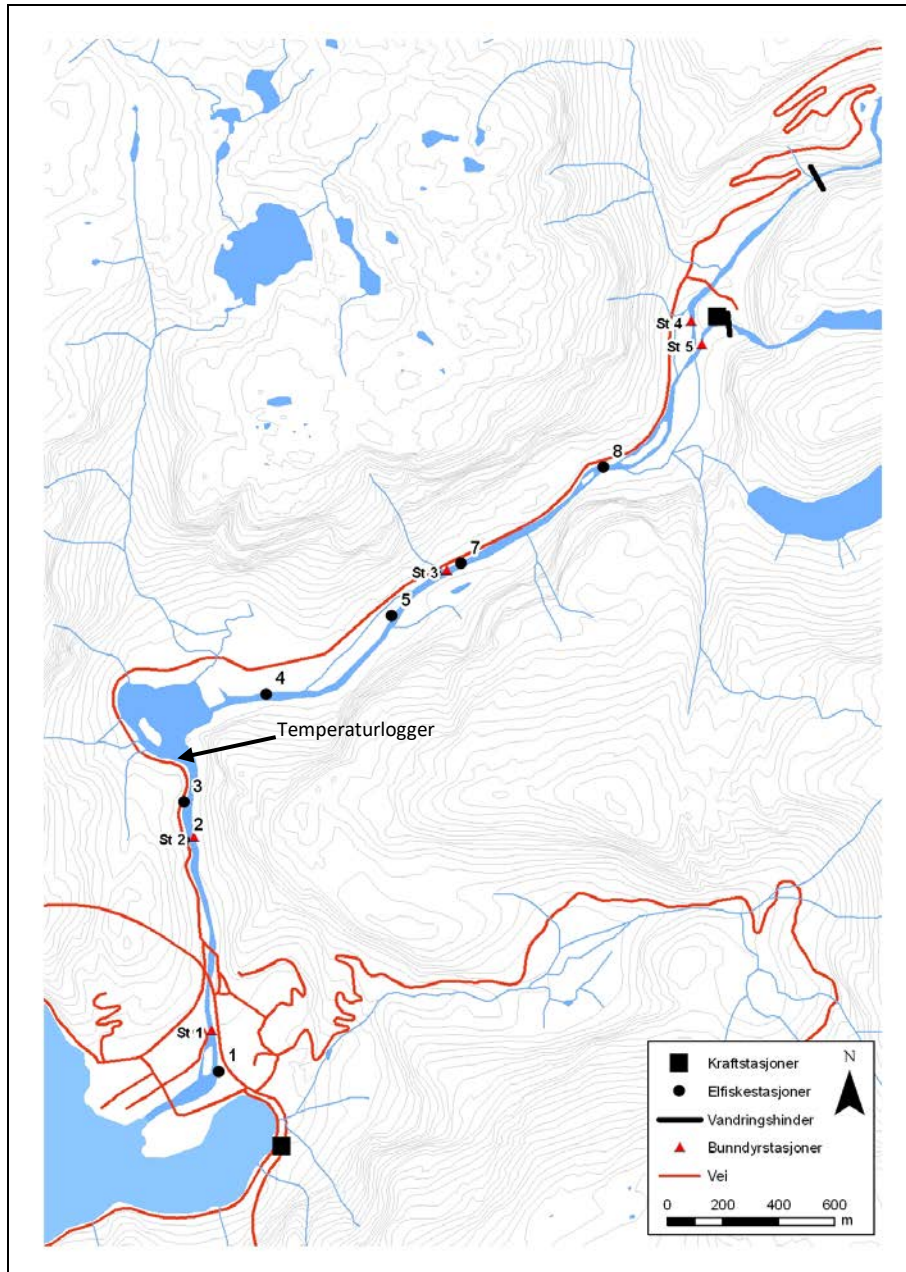 St 4
St 5
8
7
St 3
5
4
Temperaturlogger
3
2
St 2
St 1
1
Kraftstasjoner
N
Elfiskestasjoner
Vandringshinder
Bunndyrstasjoner
Vei
0 200 400 600
m